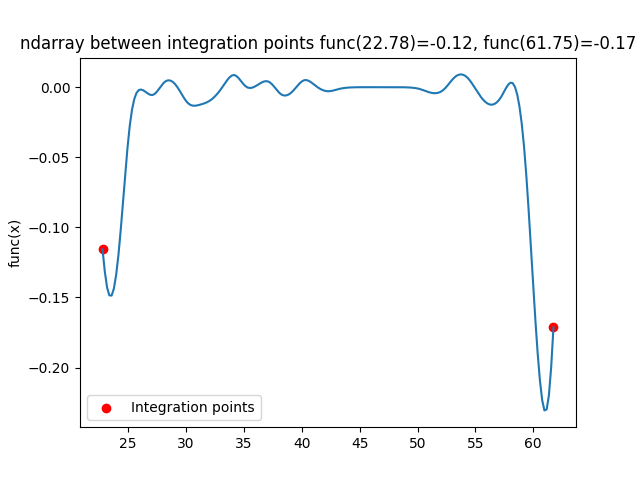 ndarray between integration points func(22.78)=-0.12, func(61.75)=-0.17
func(x)
0.00
−0.05
−0.10
−0.15
−0.20
Integration points
25 30 35 40 45 50 55 60